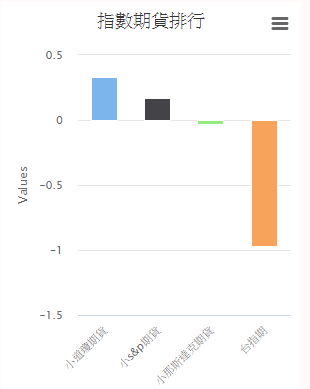 指數期貨排行
0.5
0
-0.5
-1
-1.5
Values
小道瓊期貨
小s&p期貨
小那斯達克期貨
台指期